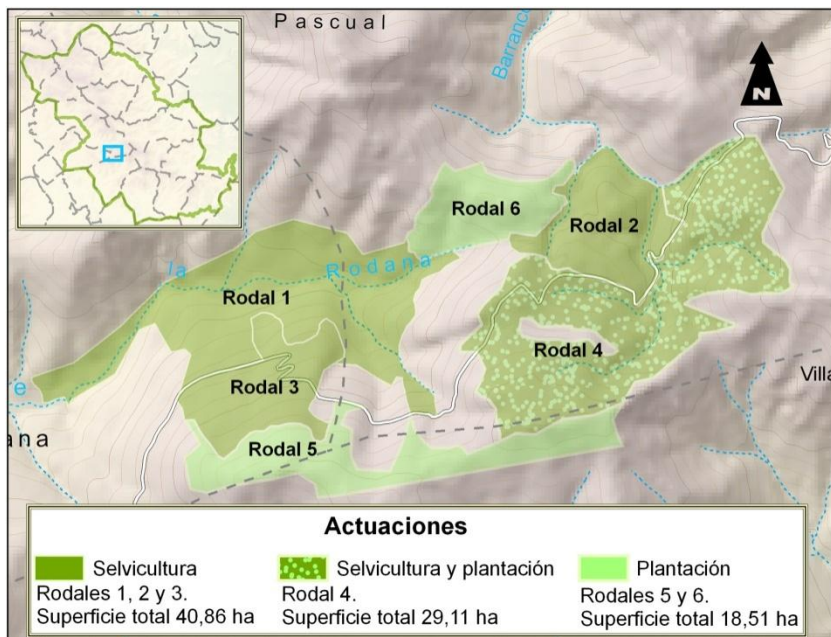 Pascual
Barranco
N
Rodal 6
Rodal 2
la Rodana
Rodal 1
Rodal 4
Rodal 3
Villa
e
ana
Rodal 5
Actuaciones
Selvicultura
Rodales 1, 2 y 3.
Superficie total 40,86 ha
Selvicultura y plantación
Rodal 4.
Superficie total 29,11 ha
Plantación
Rodales 5 y 6.
Superficie total 18,51 ha